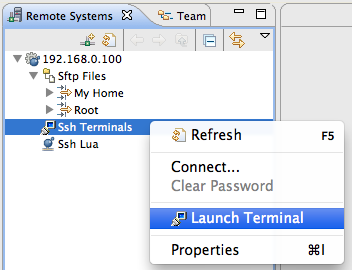 Remote Systems
Team
192.168.0.100
Sftp Files
My Home
Root
Ssh Terminals
Ssh Lua
Refresh F5
Connect...
Clear Password
Launch Terminal
Properties ⌘I